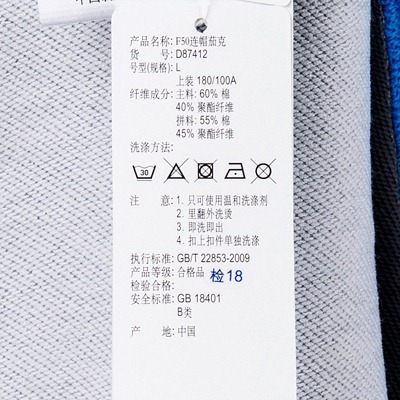 产品名称: F50连帽茄克
货 号: D87412
号型(规格): L
上装 180/100A
纤维成分: 主料: 60% 棉
40% 聚酯纤维
拼料: 55% 棉
45% 聚酯纤维
洗涤方法:
30
注 意: 1. 只可使用温和洗涤剂
2. 里翻外洗烫
3. 即洗即出
4. 扣上扣件单独洗涤
执行标准: GB/T 22853-2009
产品等级: 合格品 检18
检验合格:
安全标准: GB 18401
B类
产 地: 中国